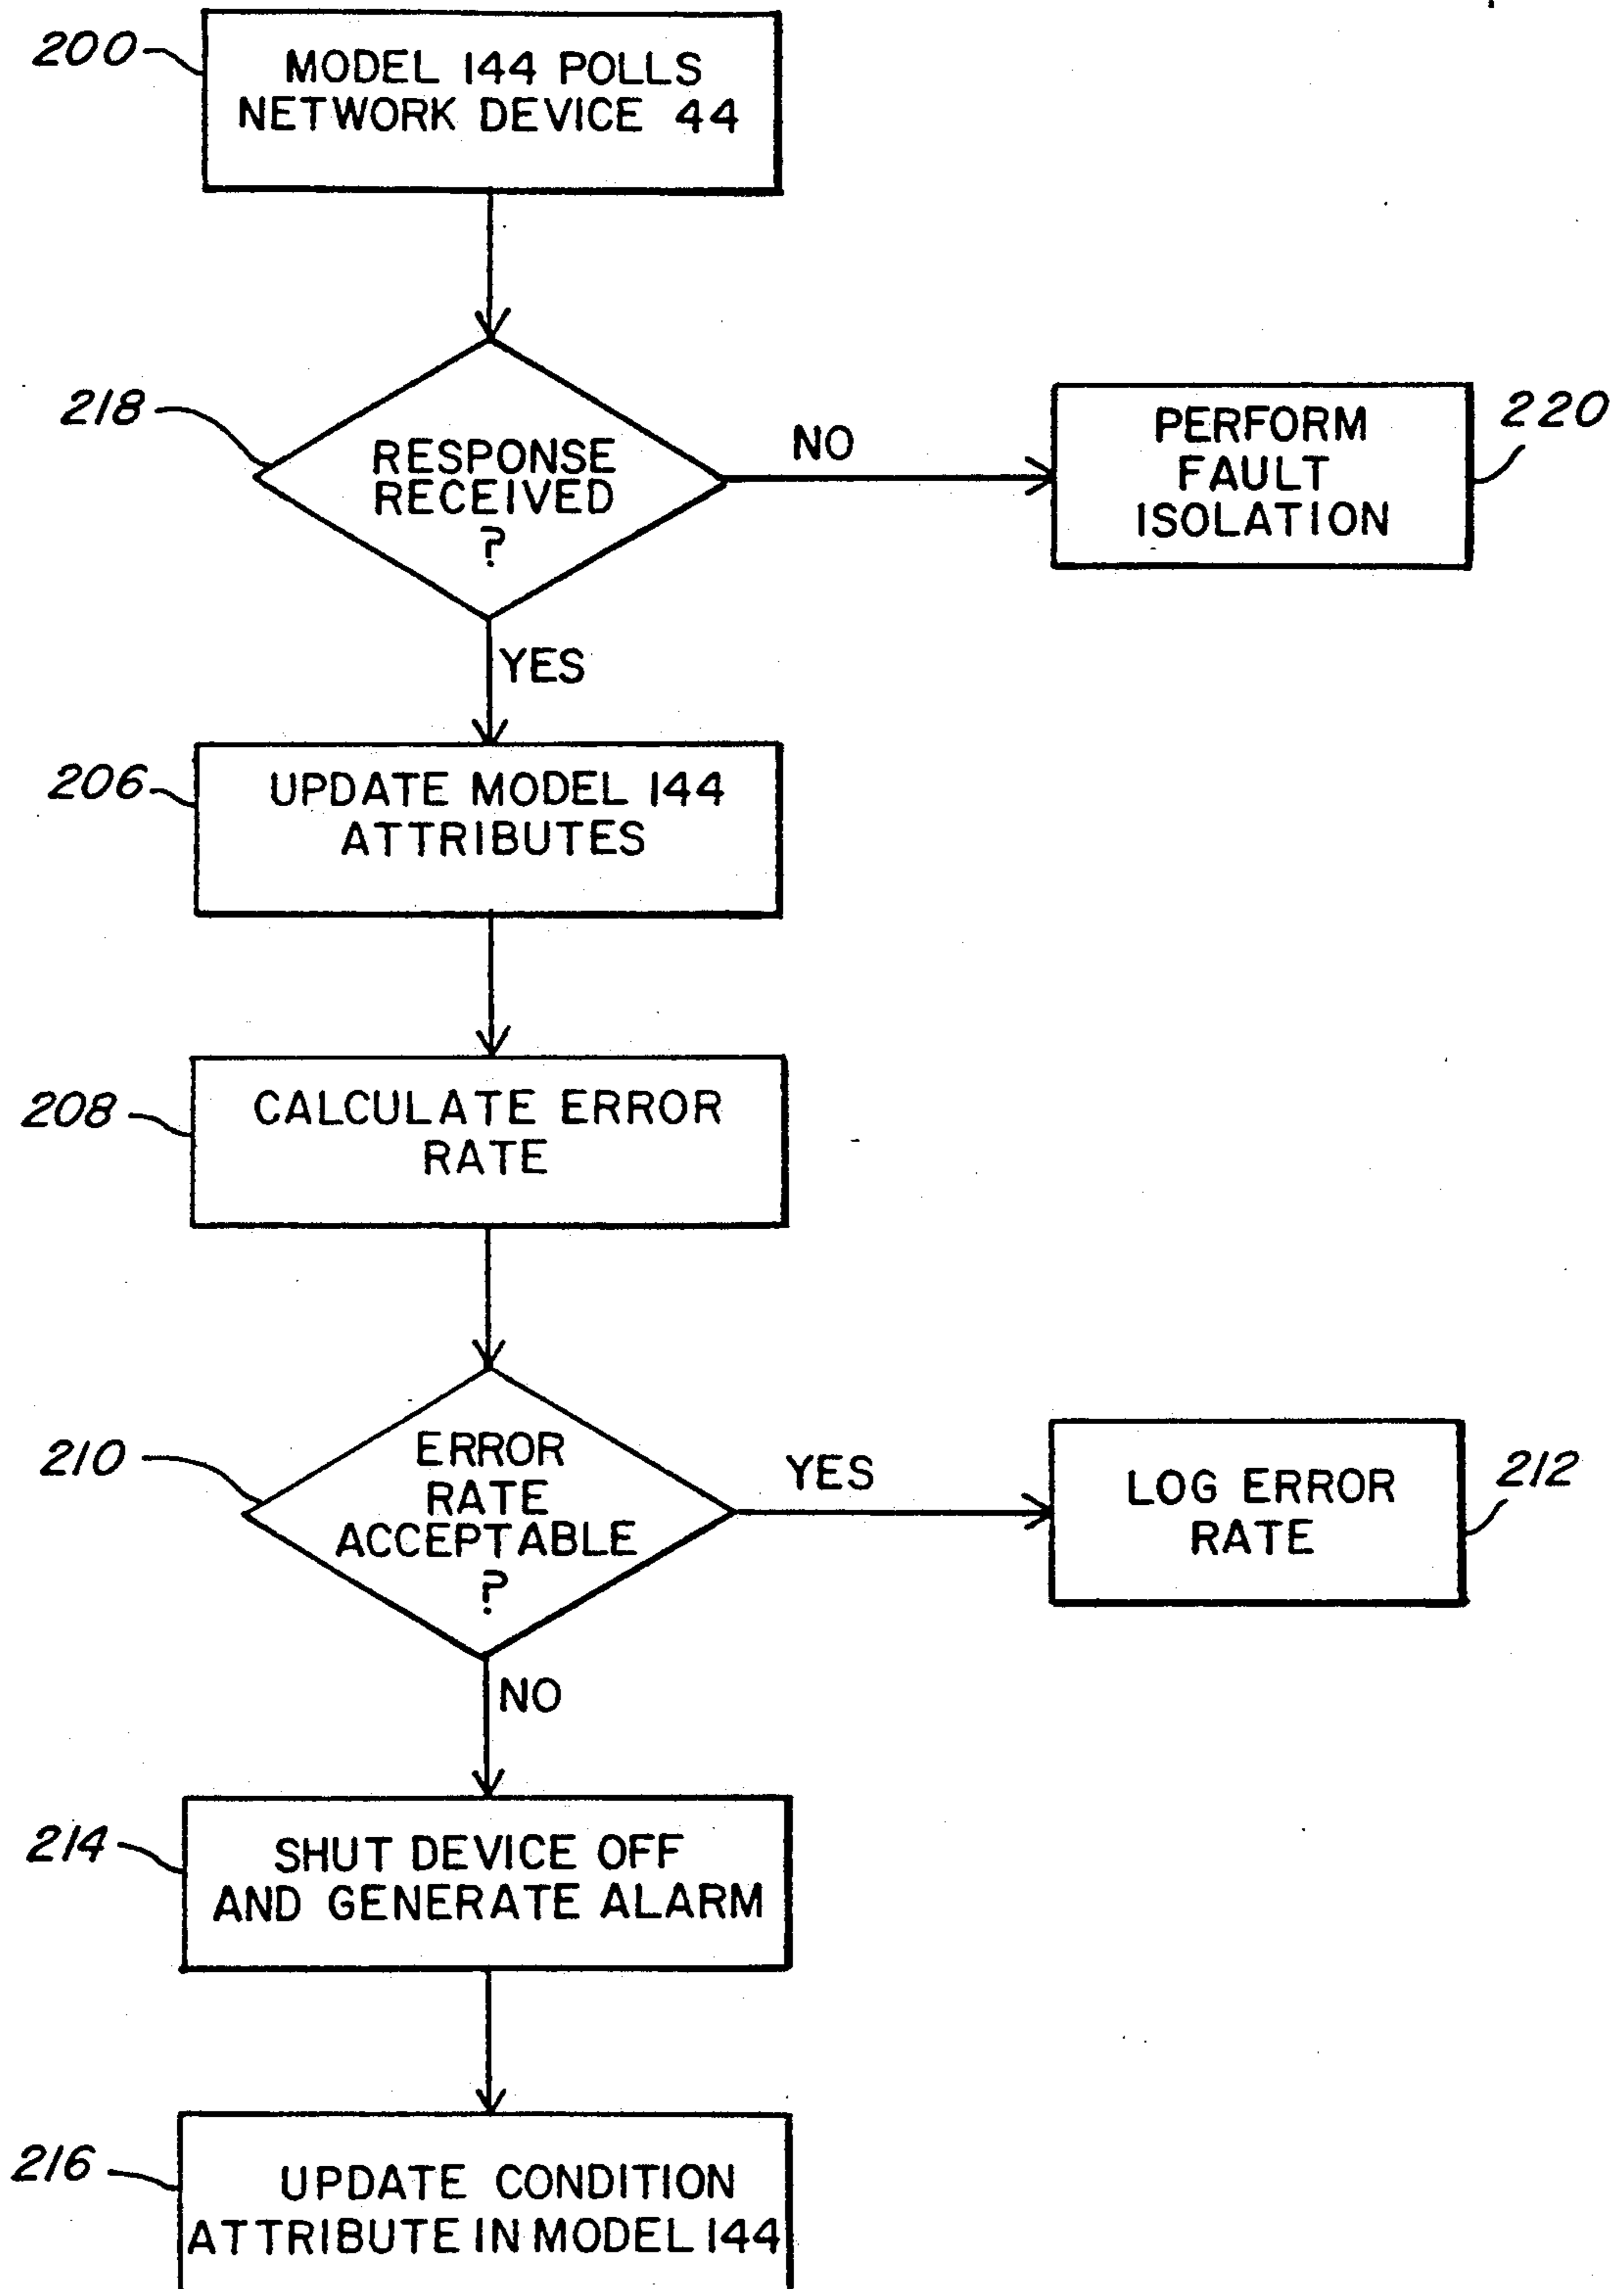 200
MODEL 144 POLLS
NETWORK DEVICE 44
218
RESPONSE
RECEIVED
?
NO
PERFORM
FAULT
ISOLATION
220
YES
206
UPDATE MODEL 144
ATTRIBUTES
208
CALCULATE ERROR
RATE
210
ERROR
RATE
ACCEPTABLE
?
YES
LOG ERROR
RATE
212
NO
214
SHUT DEVICE OFF
AND GENERATE ALARM
216
UPDATE CONDITION
ATTRIBUTE IN MODEL 144